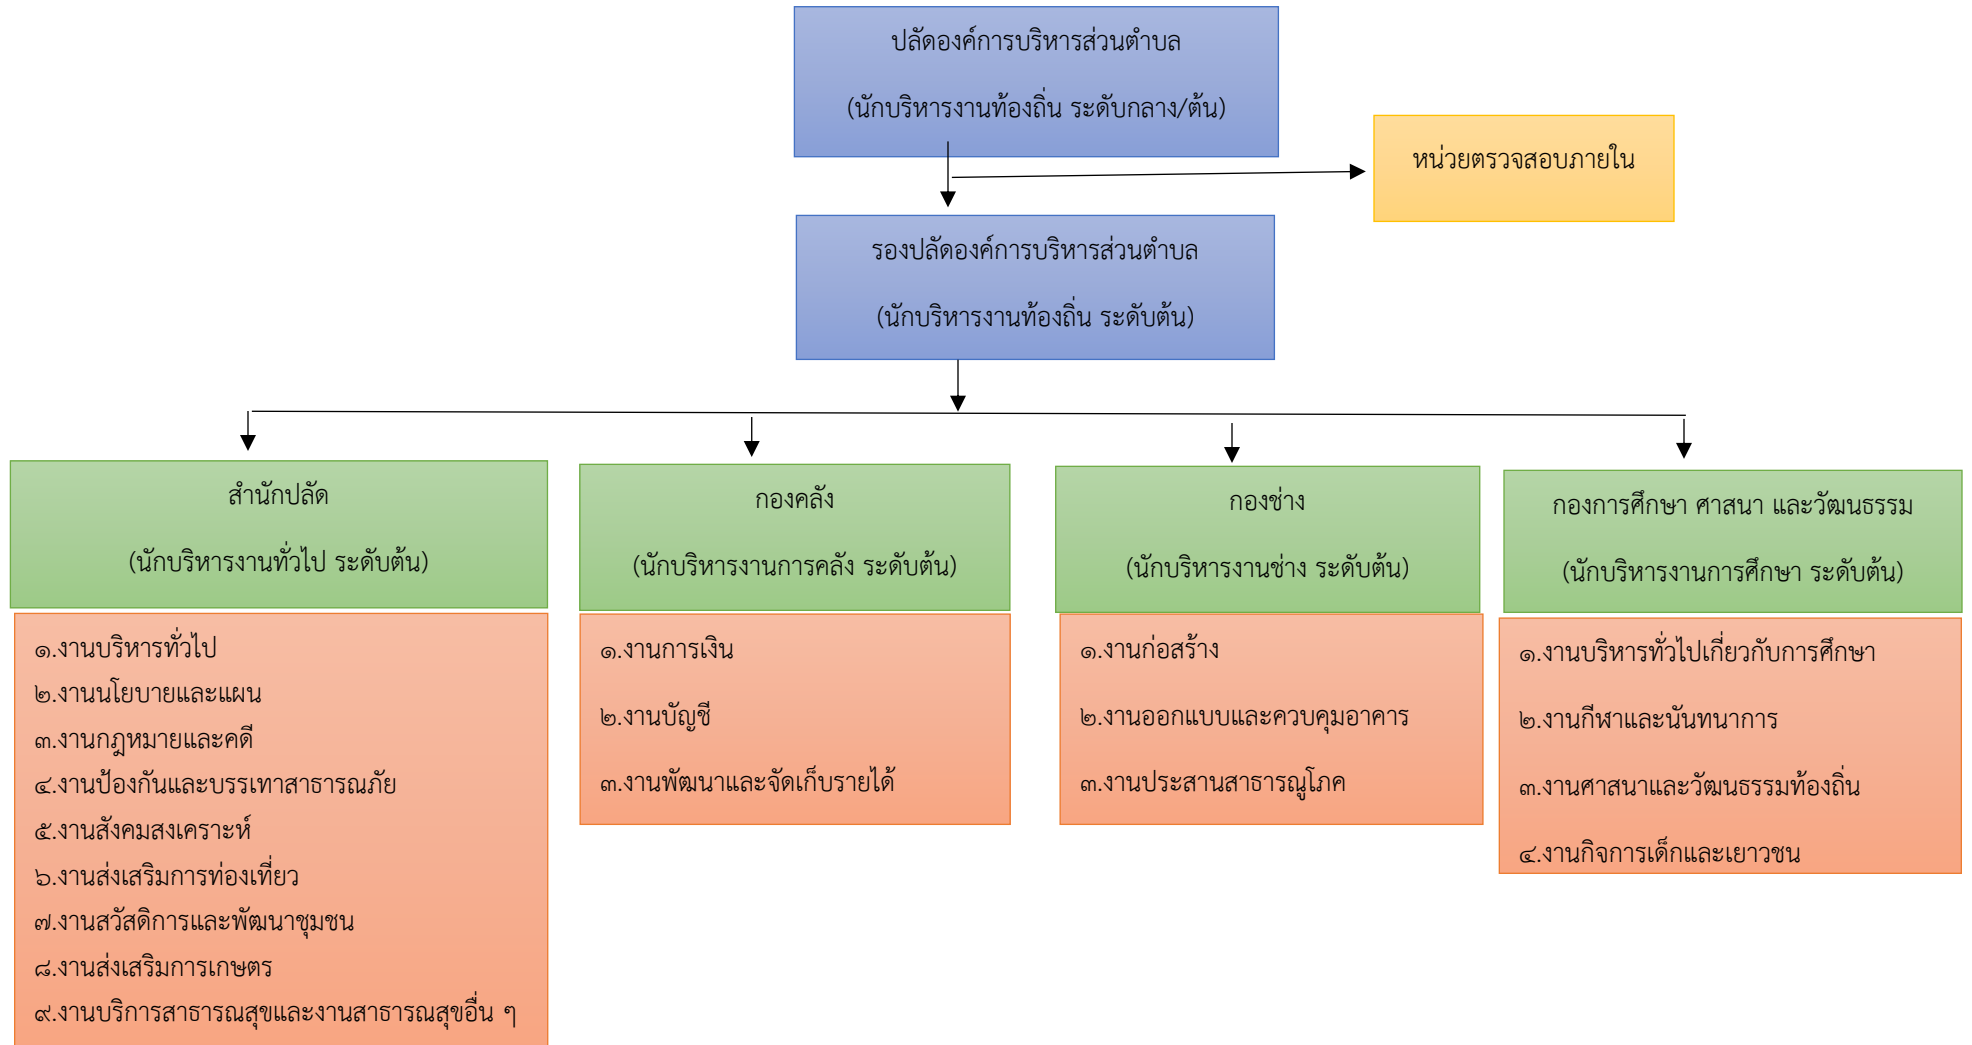 ปลัดองค์การบริหารส่วนตำบล
(นักบริหารงานท้องถิ่น ระดับกลาง/ต้น)
หน่วยตรวจสอบภายใน
รองปลัดองค์การบริหารส่วนตำบล
(นักบริหารงานท้องถิ่น ระดับต้น)
สำนักปลัด
(นักบริหารงานทั่วไป ระดับต้น)
๑.งานบริหารทั่วไป
๒.งานนโยบายและแผน
๓.งานกฎหมายและคดี
๔.งานป้องกันและบรรเทาสาธารณภัย
๕.งานสังคมสงเคราะห์
๖.งานส่งเสริมการท่องเที่ยว
๗.งานสวัสดิการและพัฒนาชุมชน
๘.งานส่งเสริมการเกษตร
๙.งานบริการสาธารณสุขและงานสาธารณสุขอื่น ๆ
กองคลัง
(นักบริหารงานการคลัง ระดับต้น)
๑.งานการเงิน
๒.งานบัญชี
๓.งานพัฒนาและจัดเก็บรายได้
กองช่าง
(นักบริหารงานช่าง ระดับต้น)
๑.งานก่อสร้าง
๒.งานออกแบบและควบคุมอาคาร
๓.งานประสานสาธารณูโภค
กองการศึกษา ศาสนา และวัฒนธรรม
(นักบริหารงานการศึกษา ระดับต้น)
๑.งานบริหารทั่วไปเกี่ยวกับการศึกษา
๒.งานกีฬาและนันทนาการ
๓.งานศาสนาและวัฒนธรรมท้องถิ่น
๔.งานกิจการเด็กและเยาวชน